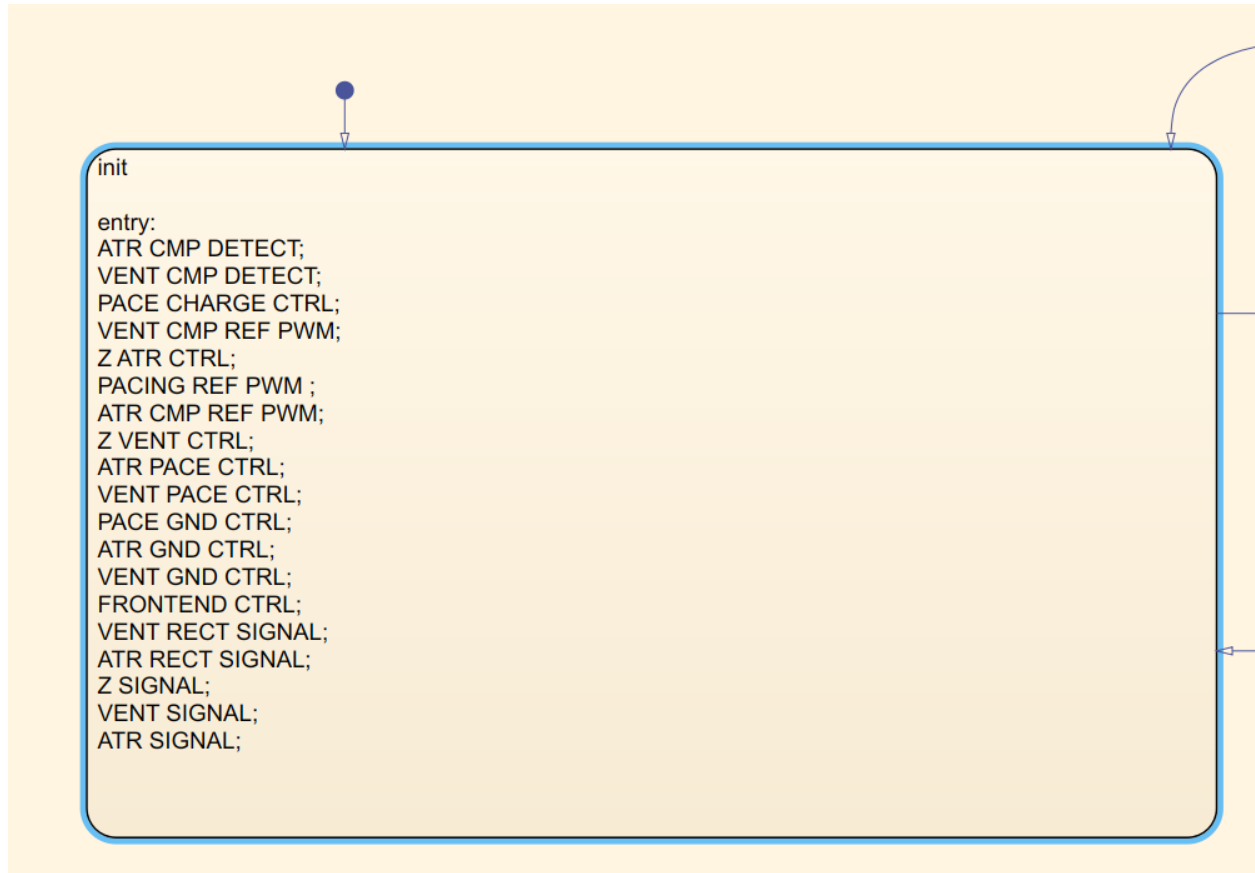 init
entry:
ATR CMP DETECT;
VENT CMP DETECT;
PACE CHARGE CTRL;
VENT CMP REF PWM;
Z ATR CTRL;
PACING REF PWM ;
ATR CMP REF PWM;
Z VENT CTRL;
ATR PACE CTRL;
VENT PACE CTRL;
PACE GND CTRL;
ATR GND CTRL;
VENT GND CTRL;
FRONTEND CTRL;
VENT RECT SIGNAL;
ATR RECT SIGNAL;
Z SIGNAL;
VENT SIGNAL;
ATR SIGNAL;